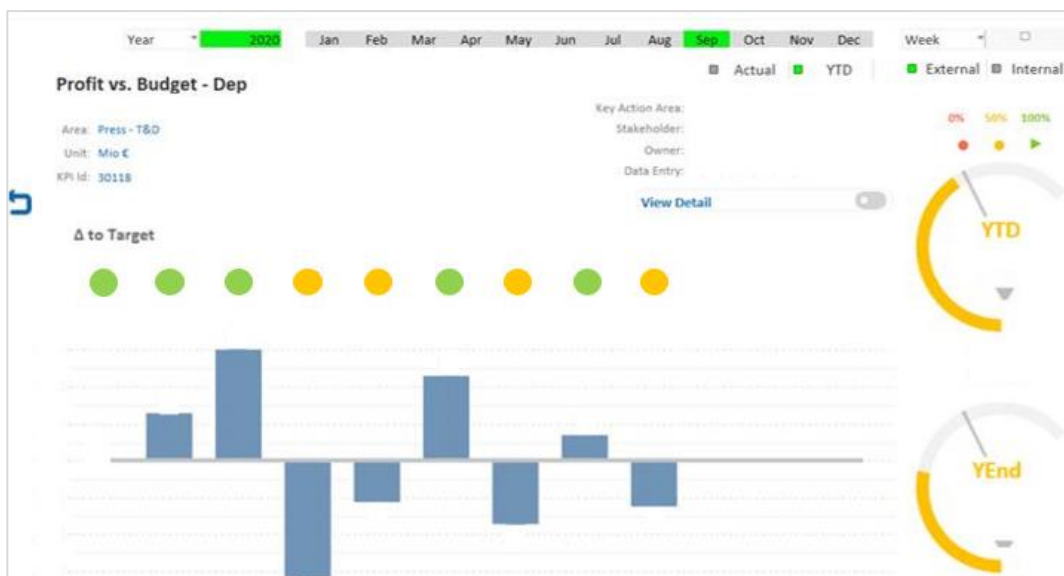 Year 2020 Jan Feb Mar Apr May Jun Jul Aug Sep Oct Nov Dec Week
Actual YTD External Internal
Profit vs. Budget - Dep
Key Action Area:
0% 50% 100%
Area: Press - T&D
Stakeholder:
Unit: Mio €
Owner:
KPI Id: 30118
Data Entry:
View Detail
YTD
Δ to Target
YEnd